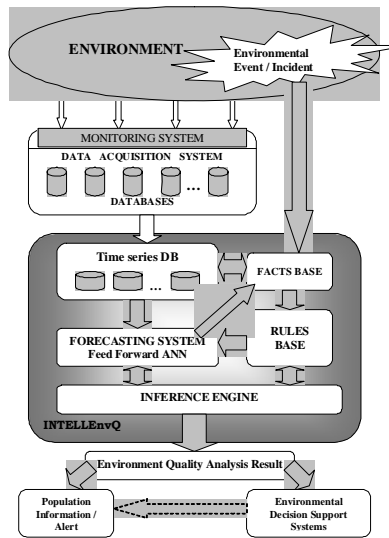 ENVIRONMENT
Environmental
Event / Incident
MONITORING SYSTEM
DATA ACQUISITION SYSTEM
...
DATABASES
Time series DB
...
FACTS BASE
FORECASTING SYSTEM
Feed Forward ANN
RULES
BASE
INFERENCE ENGINE
INTELLEnvQ
Environment Quality Analysis Result
Population
Information /
Alert
Environmental
Decision Support
Systems